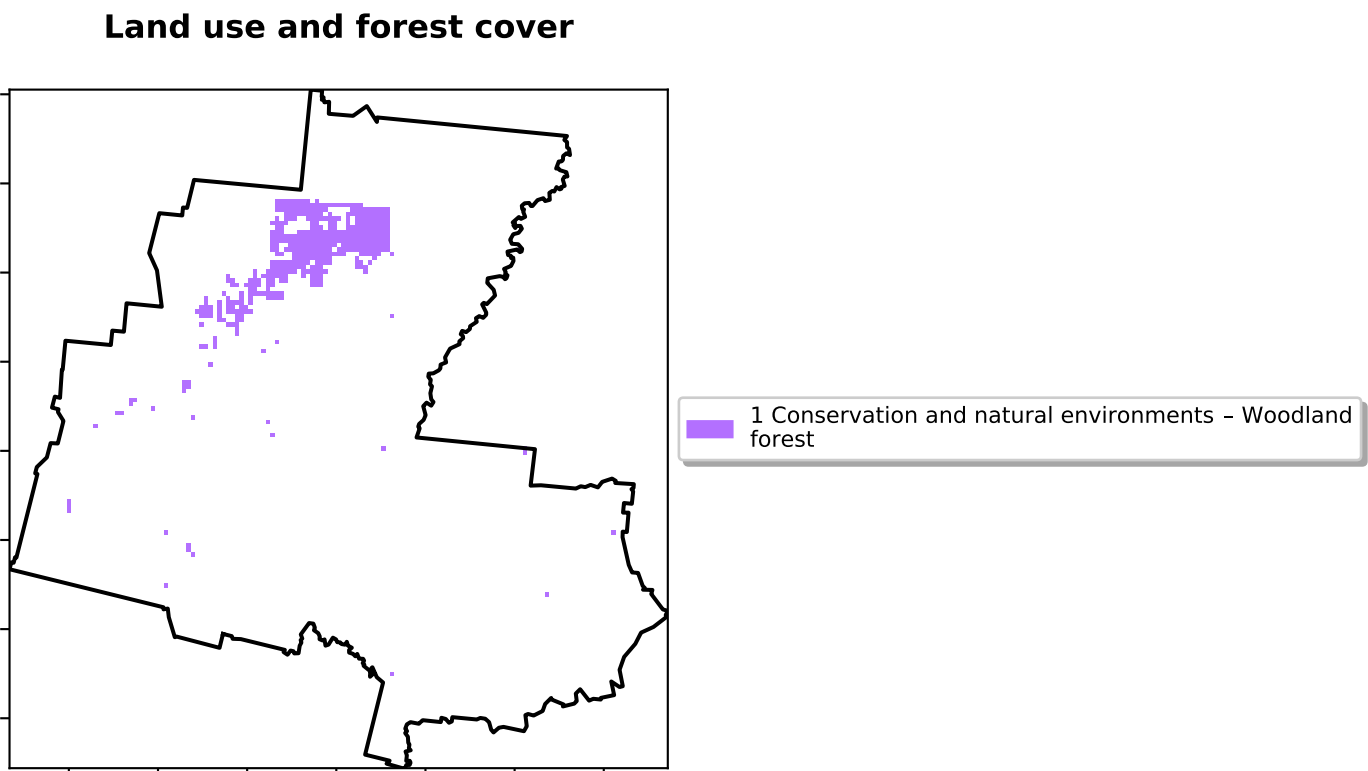 Land use and forest cover
1 Conservation and natural environments – Woodland
forest